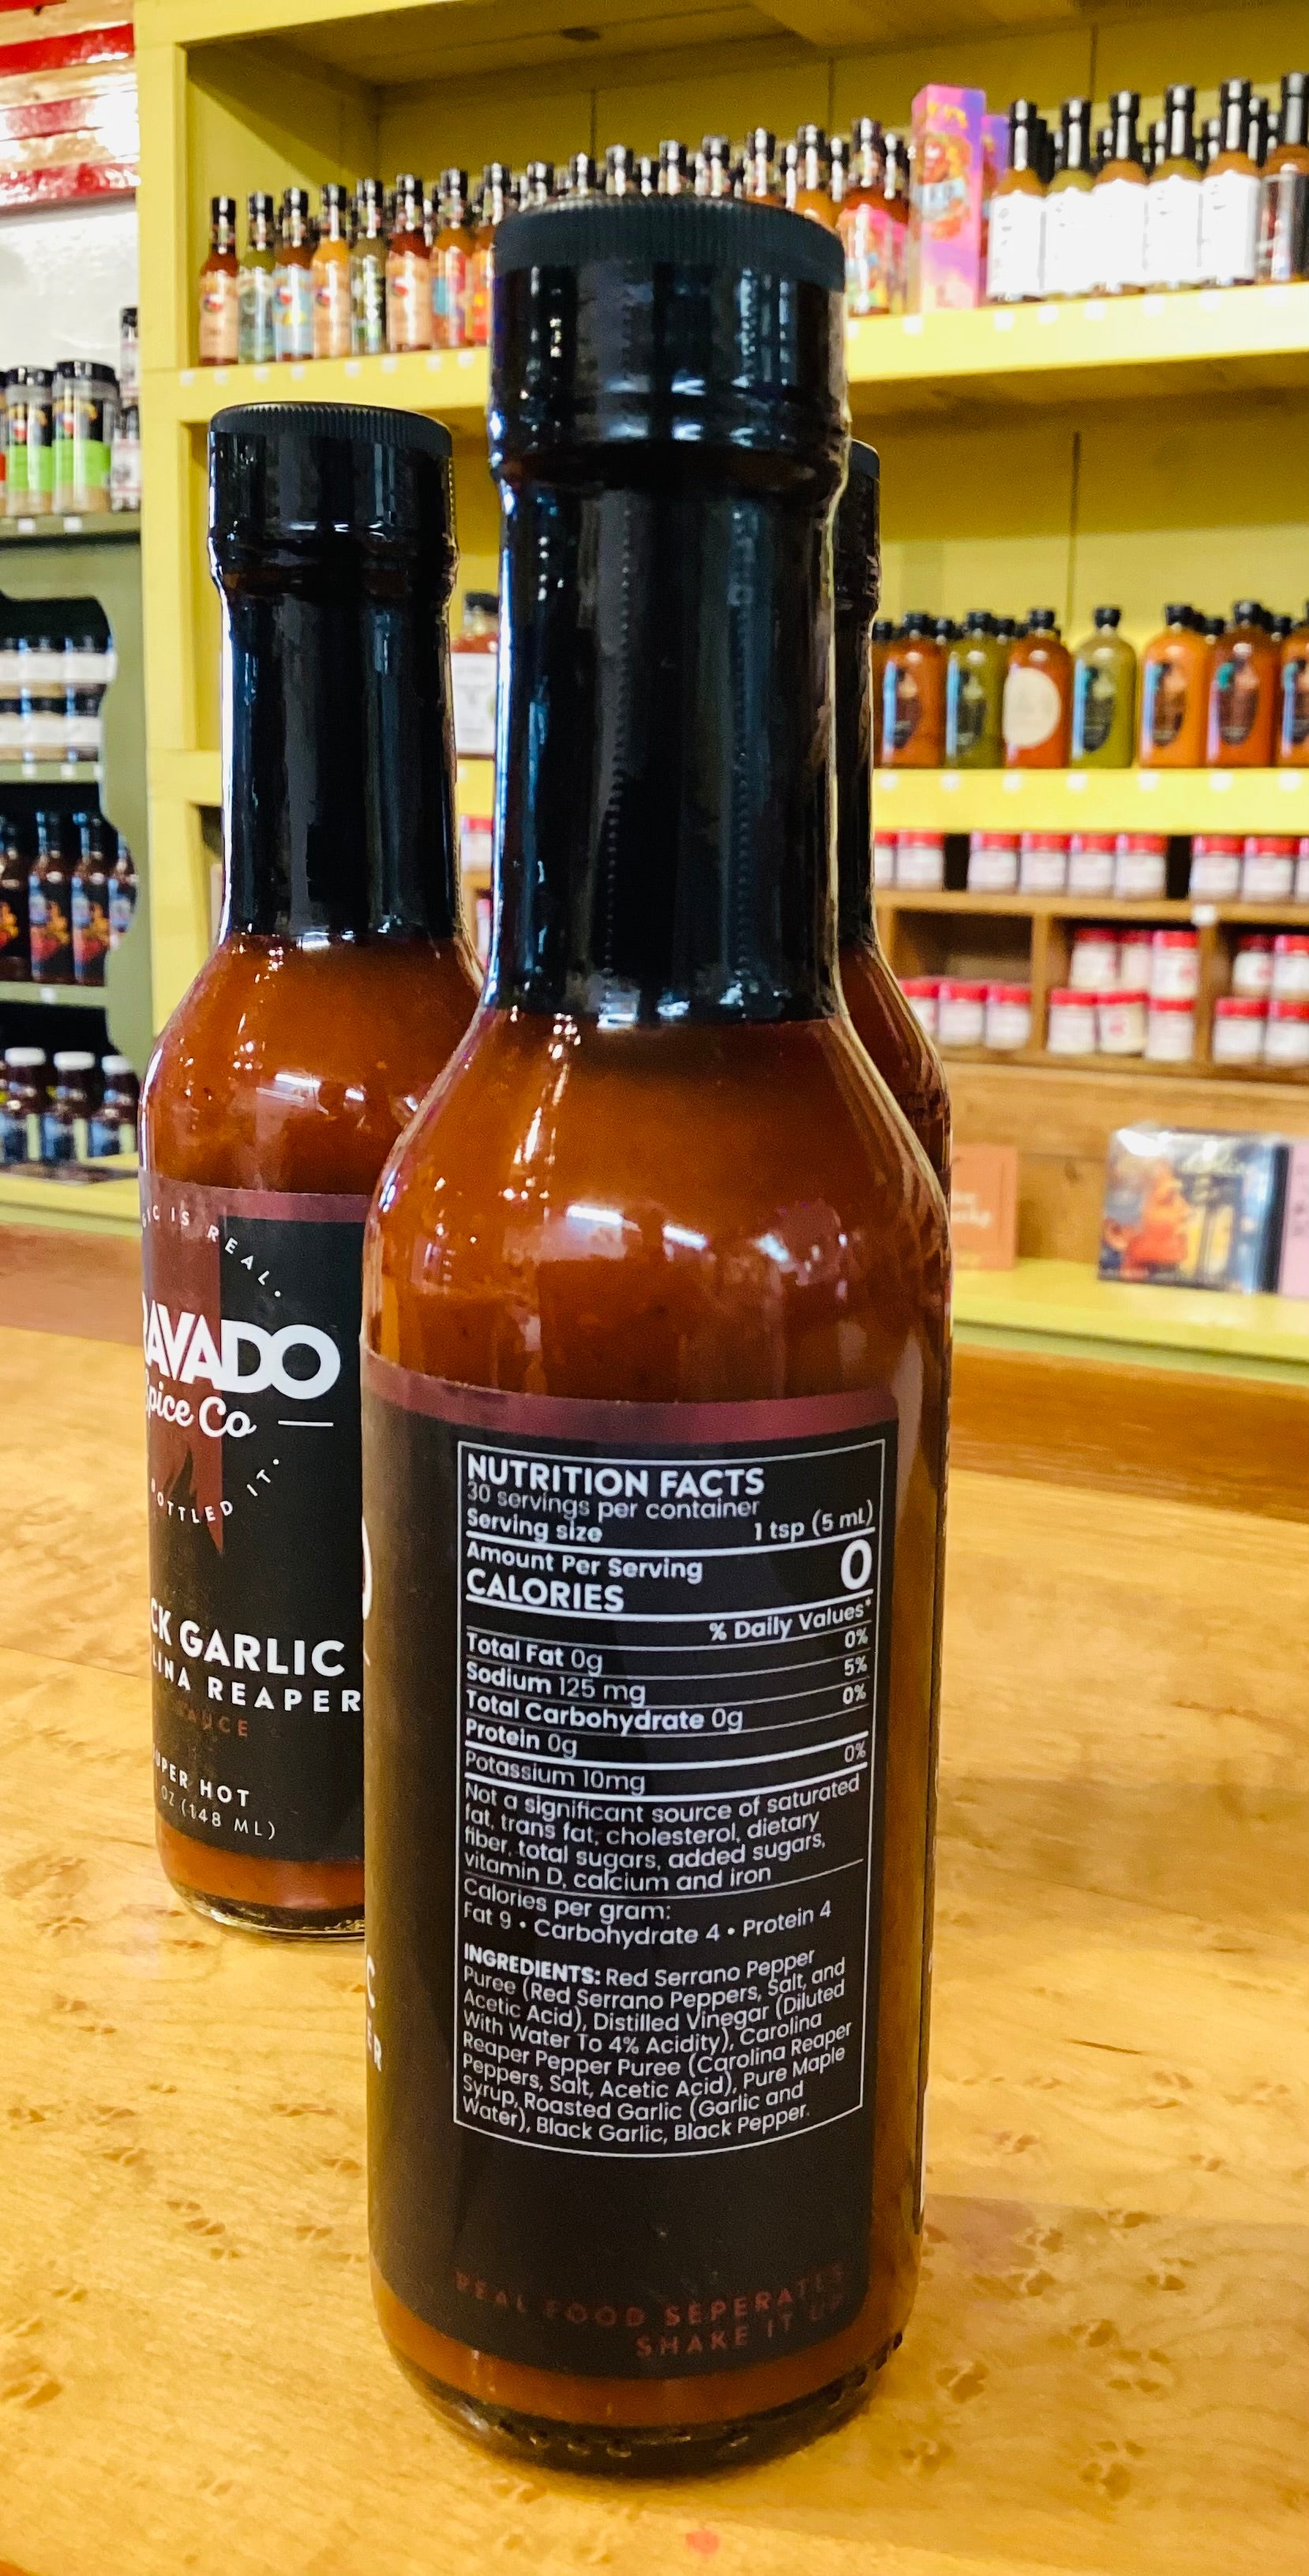 IS REAL.
AVADO
Spice Co
BOTTLED IT.
CK GARLIC
LINA REAPER
SAUCE
UPER HOT
OZ (148 ML)
NUTRITION FACTS
30 servings per container
Serving size 1 tsp (5 mL)
Amount Per Serving
CALORIES 0
% Daily Values*
Total Fat 0g 0%
Sodium 125 mg 5%
Total Carbohydrate 0g 0%
Protein 0g
Potassium 10mg 0%
Not a significant source of saturated
fat, trans fat, cholesterol, dietary
fiber, total sugars, added sugars,
vitamin D, calcium and iron
Calories per gram:
Fat 9 • Carbohydrate 4 • Protein 4
INGREDIENTS: Red Serrano Pepper
Puree (Red Serrano Peppers, Salt, and
Acetic Acid), Distilled Vinegar (Diluted
With Water To 4% Acidity), Carolina
Reaper Pepper Puree (Carolina Reaper
Peppers, Salt, Acetic Acid), Pure Maple
Syrup, Roasted Garlic (Garlic and
Water), Black Garlic, Black Pepper.
REAL FOOD SEPERATES
SHAKE IT UP